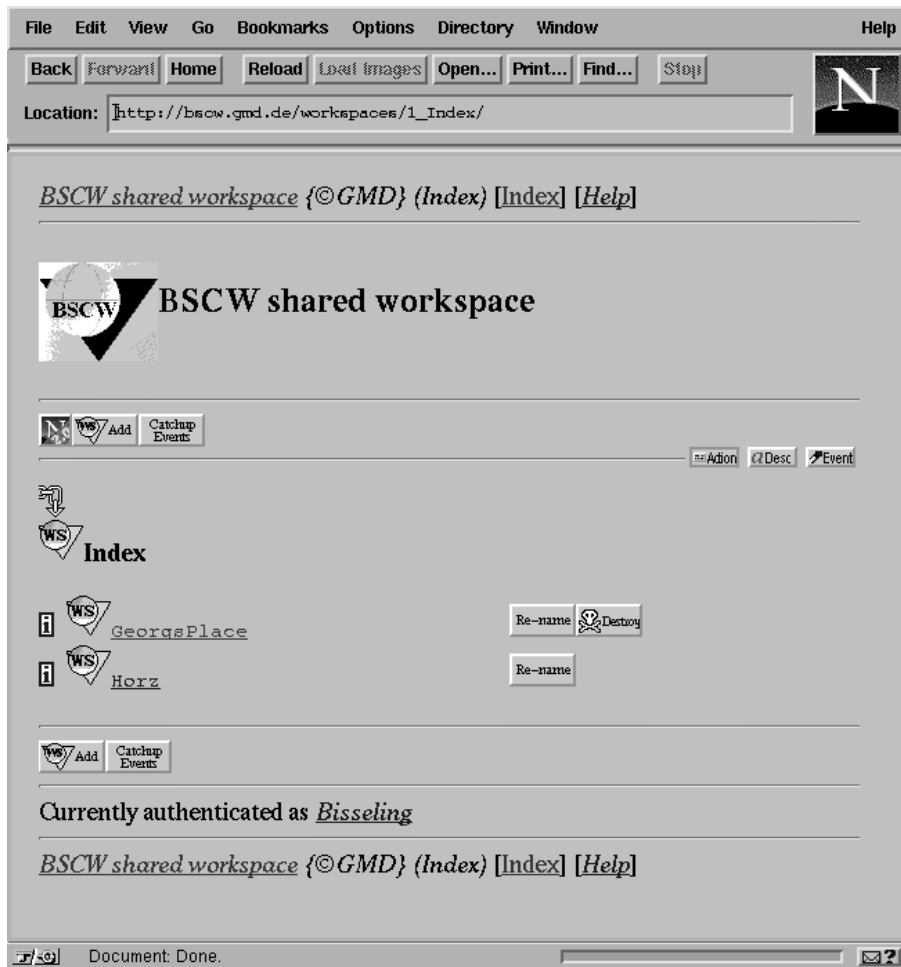 File Edit View Go Bookmarks Options Directory Window Help
Back Forward Home Reload Load Images Open... Print... Find... Stop
N
Location: http://bscw.gmd.de/workspaces/1_Index/
BSCW shared workspace {©GMD} (Index) [Index] [Help]
BSCW BSCW shared workspace
N WS Add Catchup Events
Action a Desc Event
WS Index
i WS GeorgsPlace Re-name Destroy
i WS Horz Re-name
WS Add Catchup Events
Currently authenticated as Bisseling
BSCW shared workspace {©GMD} (Index) [Index] [Help]
Document: Done. ?